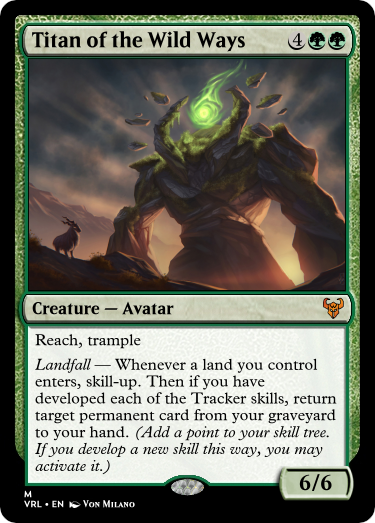 Titan of the Wild Ways 4
Creature — Avatar
Reach, trample
Landfall — Whenever a land you control
enters, skill-up. Then if you have
developed each of the Tracker skills, return
target permanent card from your graveyard
to your hand. (Add a point to your skill tree.
If you develop a new skill this way, you may
activate it.)
6/6
M
VRL • EN Von Milano